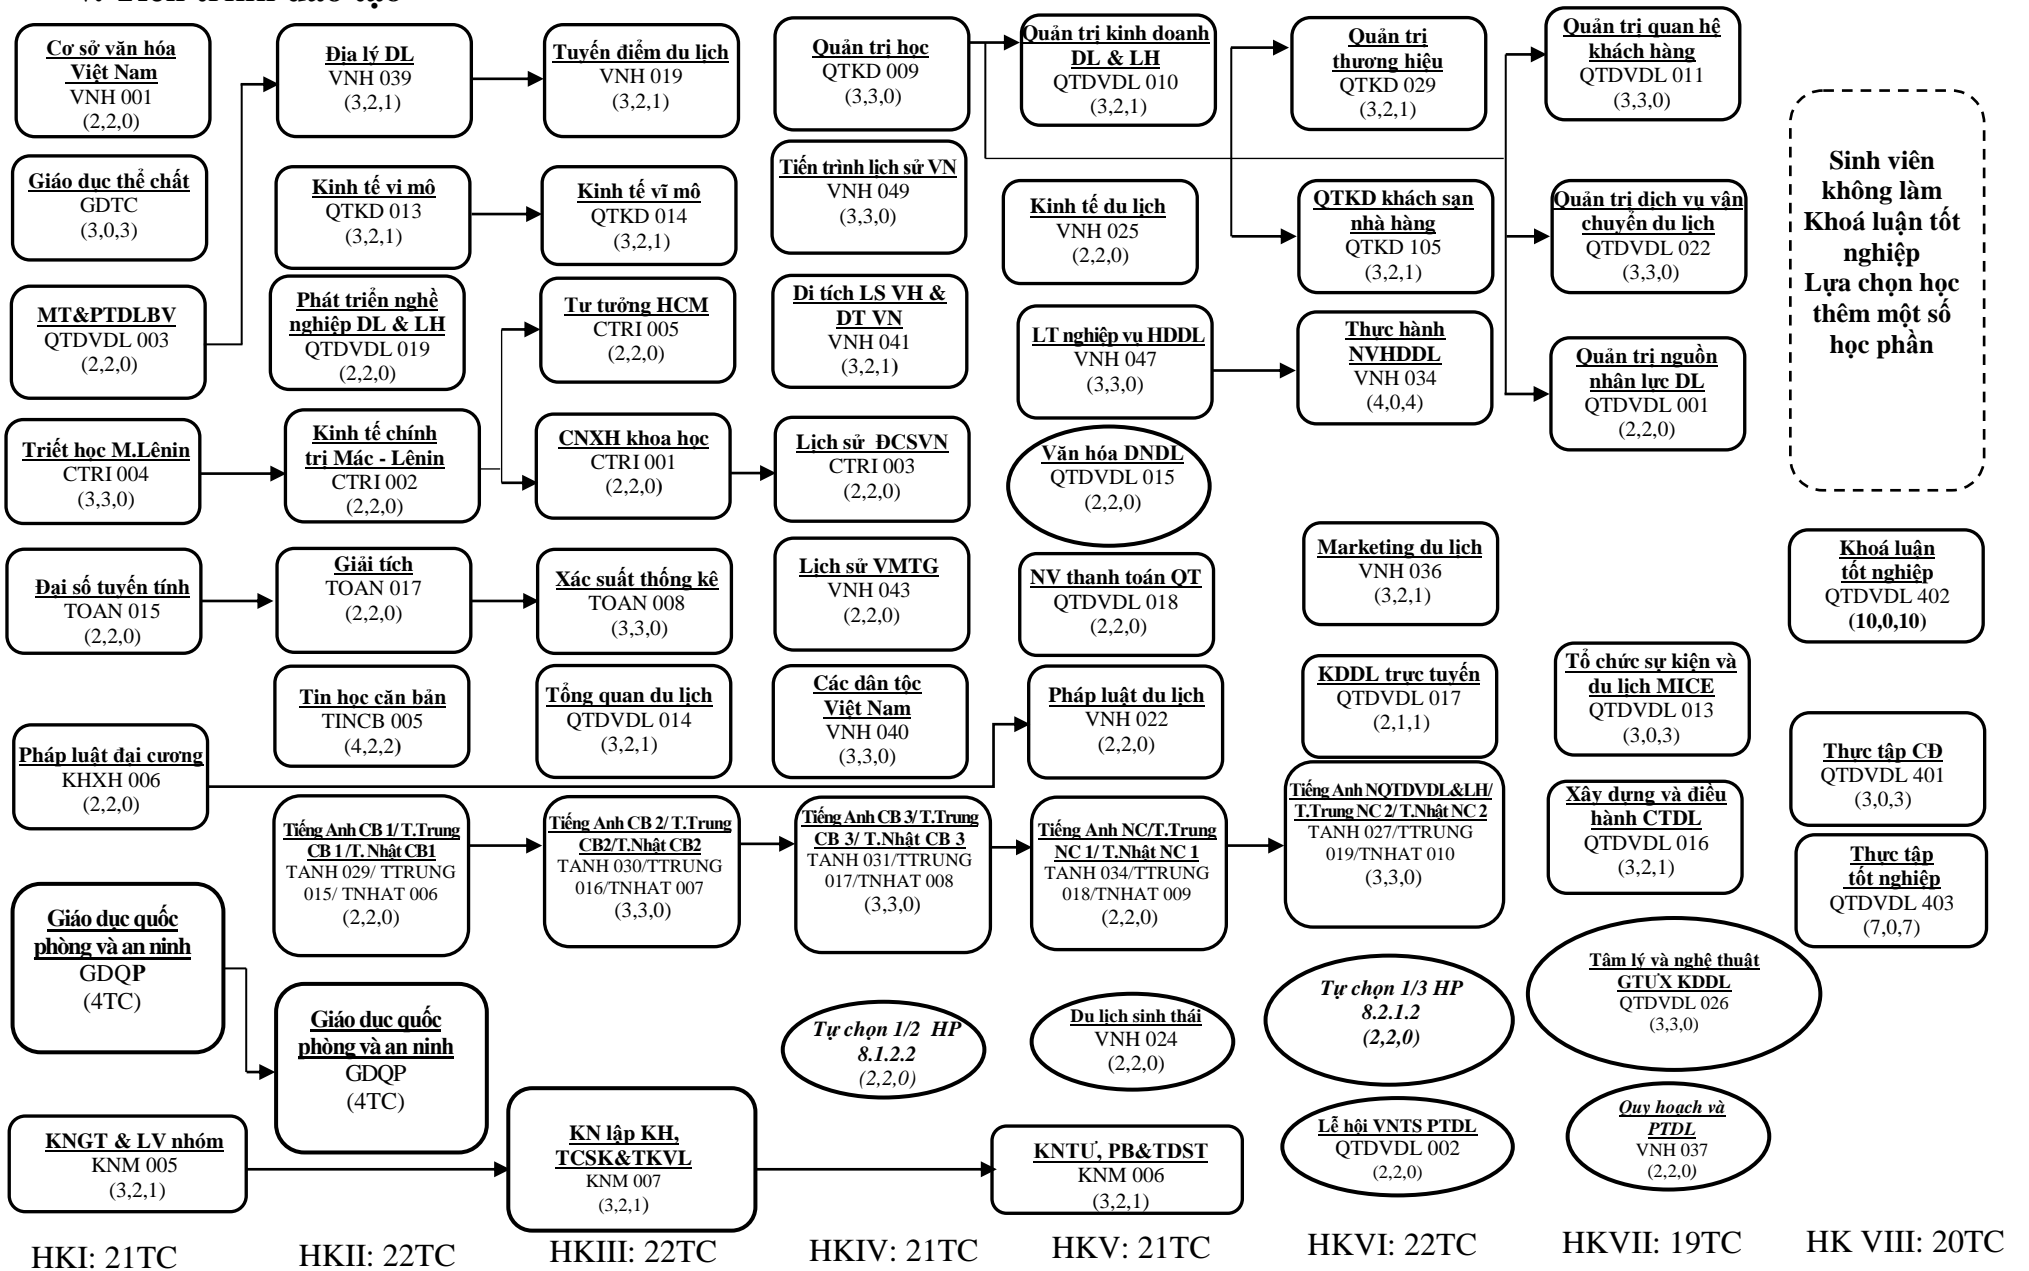 Cơ sở văn hóa
Việt Nam
VNH 001
(2,2,0)
Giáo dục thể chất
GDTC
(3,0,3)
MT&PTDLBV
QTDVDL 003
(2,2,0)
Triết học M.Lênin
CTRI 004
(3,3,0)
Đại số tuyến tính
TOAN 015
(2,2,0)
Pháp luật đại cương
KHXH 006
(2,2,0)
Giáo dục quốc
phòng và an ninh
GDQP
(4TC)
KNGT & LV nhóm
KNM 005
(3,2,1)
HKI: 21TC
Địa lý DL
VNH 039
(3,2,1)
Kinh tế vi mô
QTKD 013
(3,2,1)
Phát triển nghề
nghiệp DL & LH
QTDVDL 019
(2,2,0)
Kinh tế chính
trị Mác - Lênin
CTRI 002
(2,2,0)
Giải tích
TOAN 017
(2,2,0)
Tin học căn bản
TINCB 005
(4,2,2)
Tiếng Anh CB 1/ T.Trung
CB 1 /T. Nhật CB1
TANH 029/ TTRUNG
015/ TNHAT 006
(2,2,0)
Giáo dục quốc
phòng và an ninh
GDQP
(4TC)
HKII: 22TC
Tuyến điểm du lịch
VNH 019
(3,2,1)
Kinh tế vĩ mô
QTKD 014
(3,2,1)
Tư tưởng HCM
CTRI 005
(2,2,0)
CNXH khoa học
CTRI 001
(2,2,0)
Xác suất thống kê
TOAN 008
(3,3,0)
Tổng quan du lịch
QTDVDL 014
(3,2,1)
Tiếng Anh CB 2/ T.Trung
CB2/T.Nhật CB2
TANH 030/TTRUNG
016/TNHAT 007
(3,3,0)
KN lập KH,
TCSK&TKVL
KNM 007
(3,2,1)
HKIII: 22TC
Quản trị học
QTKD 009
(3,3,0)
Tiến trình lịch sử VN
VNH 049
(3,3,0)
Di tích LS VH &
DT VN
VNH 041
(3,2,1)
Lịch sử ĐCSVN
CTRI 003
(2,2,0)
Lịch sử VMTG
VNH 043
(2,2,0)
Các dân tộc
Việt Nam
VNH 040
(3,3,0)
Tiếng Anh CB 3/ T.Trung
CB 3/ T.Nhật CB 3
TANH 031/TTRUNG
017/TNHAT 008
(3,3,0)
Tự chọn 1/2 HP
8.1.2.2
(2,2,0)
HKIV: 21TC
Quản trị kinh doanh
DL & LH
QTDVDL 010
(3,2,1)
Kinh tế du lịch
VNH 025
(2,2,0)
LT nghiệp vụ HDDL
VNH 047
(3,3,0)
Văn hóa DNDL
QTDVDL 015
(2,2,0)
NV thanh toán QT
QTDVDL 018
(2,2,0)
Pháp luật du lịch
VNH 022
(2,2,0)
Tiếng Anh NC/T.Trung
NC 1/ T.Nhật NC 1
TANH 034/TTRUNG
018/TNHAT 009
(2,2,0)
Du lịch sinh thái
VNH 024
(2,2,0)
KNTƯ, PB&TDST
KNM 006
(3,2,1)
HKV: 21TC
Quản trị
thương hiệu
QTKD 029
(3,2,1)
QTKD khách sạn
nhà hàng
QTKD 105
(3,2,1)
Thực hành
NVHDDL
VNH 034
(4,0,4)
Marketing du lịch
VNH 036
(3,2,1)
KDDL trực tuyến
QTDVDL 017
(2,1,1)
Tiếng Anh NQTDVDL&LH/
T.Trung NC 2/ T.Nhật NC 2
TANH 027/TTRUNG
019/TNHAT 010
(3,3,0)
Tự chọn 1/3 HP
8.2.1.2
(2,2,0)
Lễ hội VNTS PTDL
QTDVDL 002
(2,2,0)
HKVI: 22TC
Quản trị quan hệ
khách hàng
QTDVDL 011
(3,3,0)
Quản trị dịch vụ vận
chuyển du lịch
QTDVDL 022
(3,3,0)
Quản trị nguồn
nhân lực DL
QTDVDL 001
(2,2,0)
Tổ chức sự kiện và
du lịch MICE
QTDVDL 013
(3,0,3)
Xây dựng và điều
hành CTDL
QTDVDL 016
(3,2,1)
Tâm lý và nghệ thuật
GTƯX KDDL
QTDVDL 026
(3,3,0)
Quy hoạch và
PTDL
VNH 037
(2,2,0)
HKVII: 19TC
Sinh viên
không làm
Khoá luận tốt
nghiệp
Lựa chọn học
thêm một số
học phần
Khoá luận
tốt nghiệp
QTDVDL 402
(10,0,10)
Thực tập CĐ
QTDVDL 401
(3,0,3)
Thực tập
tốt nghiệp
QTDVDL 403
(7,0,7)
HK VIII: 20TC